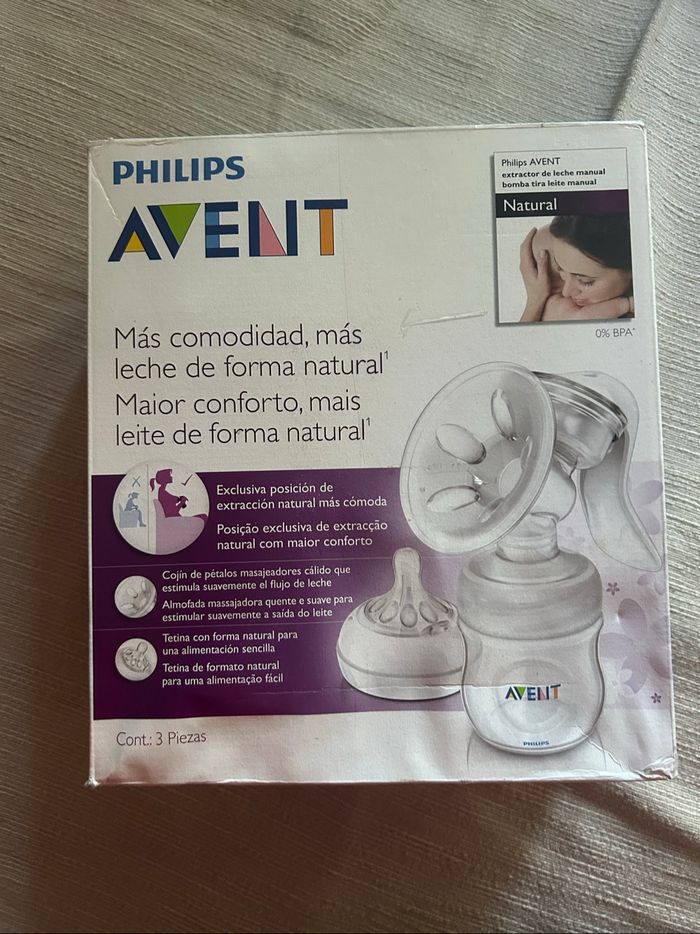 PHILIPS
AVENT
Philips AVENT
extractor de leche manual
bomba tira leite manual
Natural
0% BPA*
Más comodidad, más
leche de forma natural¹
Maior conforto, mais
leite de forma natural¹
Exclusiva posición de
extracción natural más cómoda
Posição exclusiva de extracção
natural com maior conforto
Cojín de pétalos masajeadores cálido que
estimula suavemente el flujo de leche
Almofada massajadora quente e suave para
estimular suavemente a saída do leite
Tetina con forma natural para
una alimentación sencilla
Tetina de formato natural
para uma alimentação fácil
AVENT
PHILIPS
Cont.: 3 Piezas